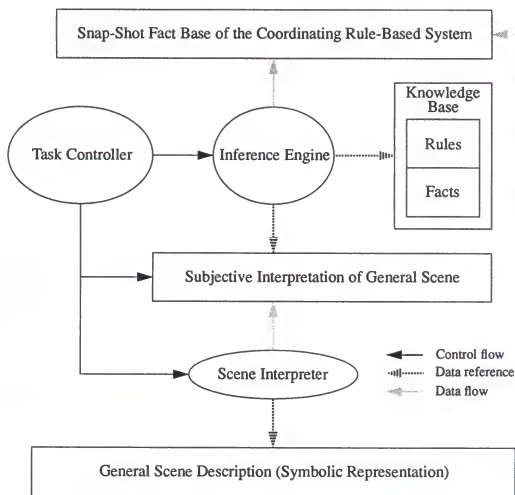 Snap-Shot Fact Base of the Coordinating Rule-Based System
Knowledge
Base
Rules
Facts
Task Controller
Inference Engine
Subjective Interpretation of General Scene
Scene Interpreter
Control flow
Data reference
Data flow
General Scene Description (Symbolic Representation)